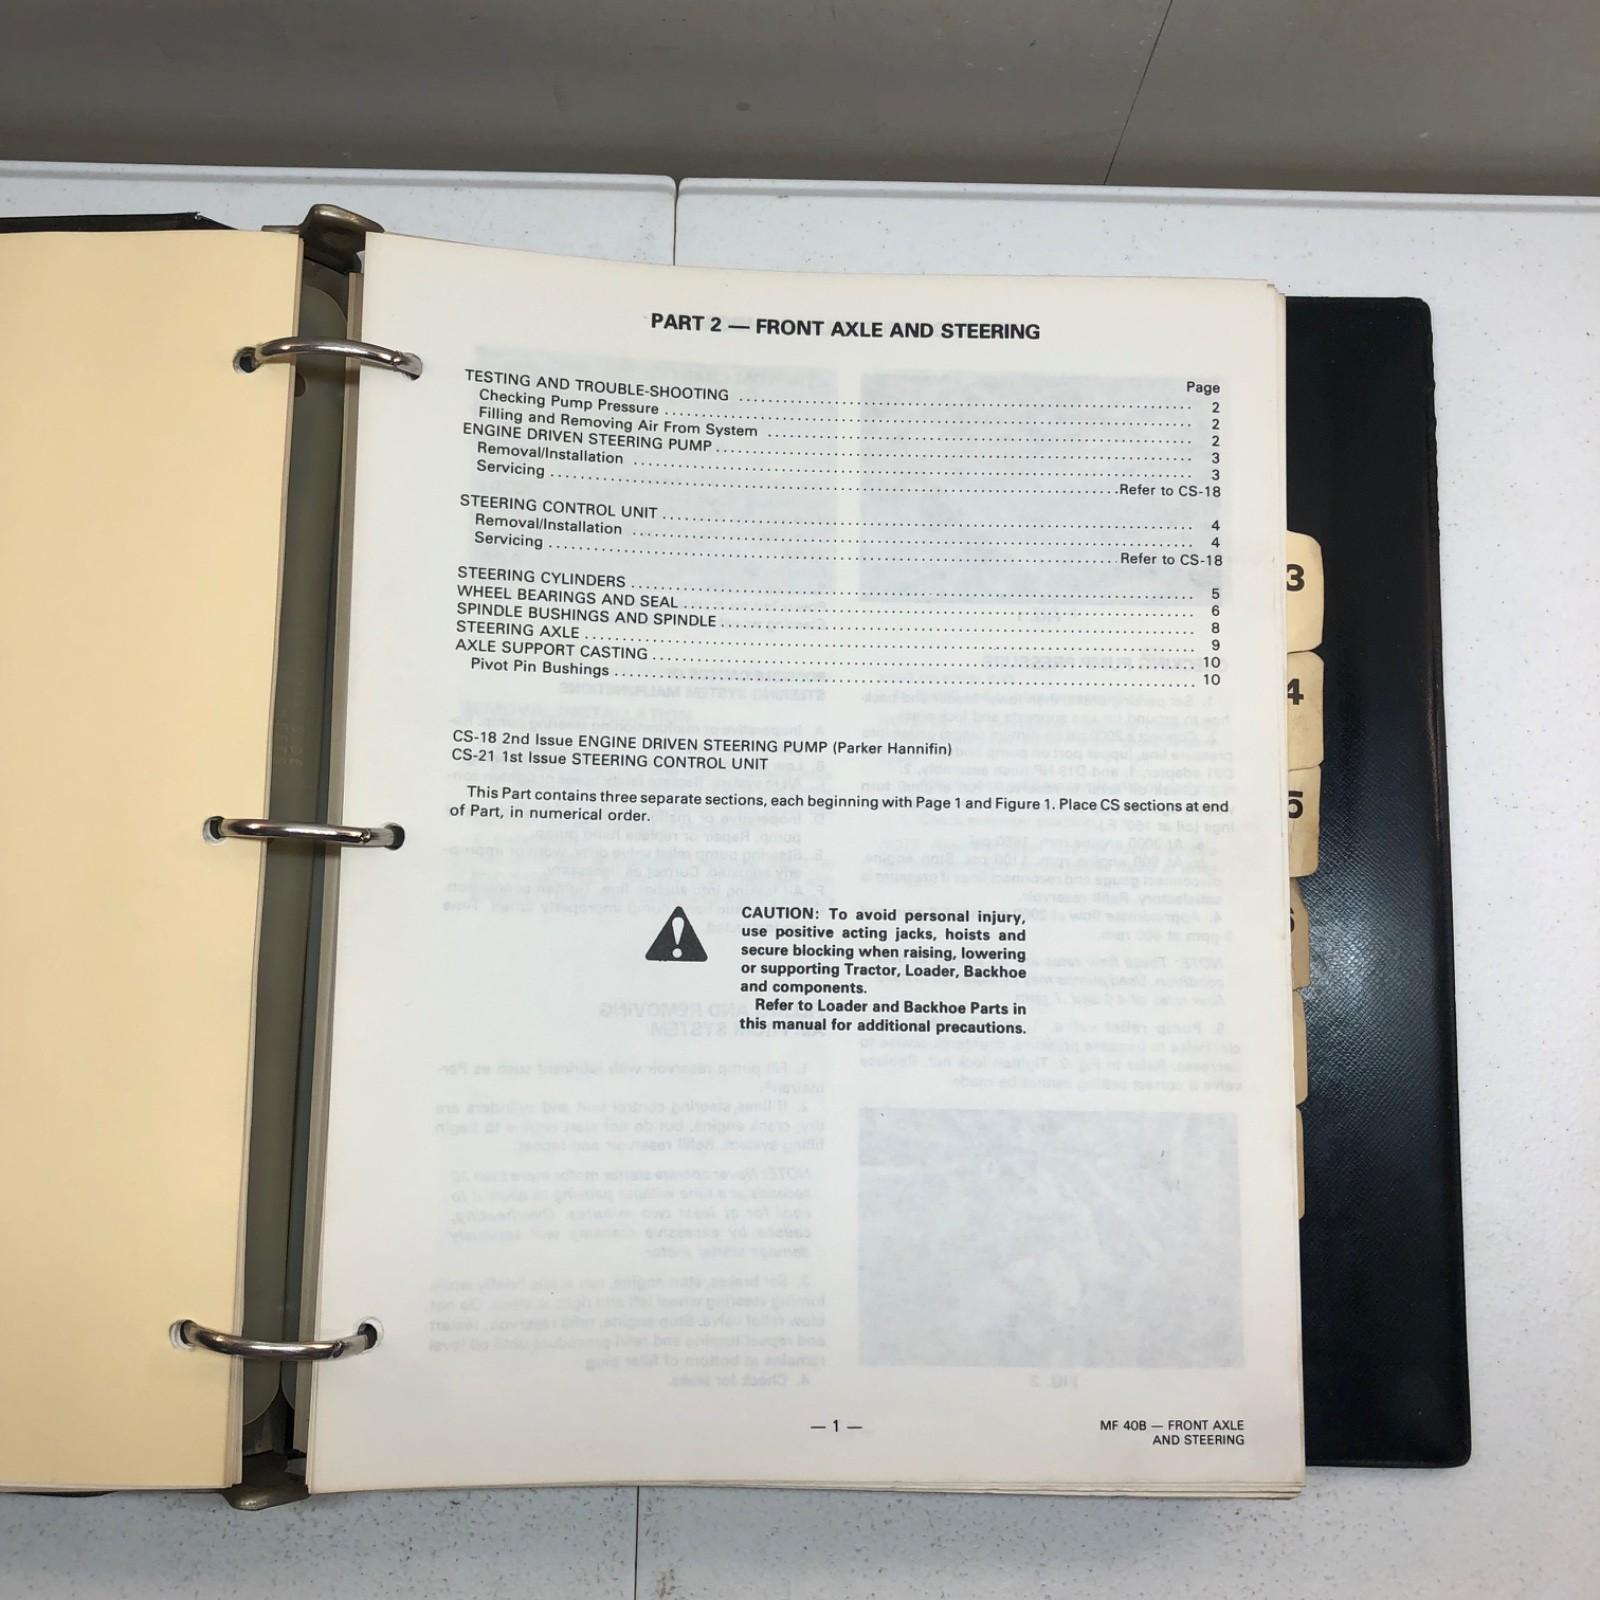 PART 2 — FRONT AXLE AND STEERING
Page
TESTING AND TROUBLE-SHOOTING ........ 2
Checking Pump Pressure ........ 2
Filling and Removing Air From System ........ 2
ENGINE DRIVEN STEERING PUMP ........ 3
Removal/Installation ........ 3
Servicing ........ Refer to CS-18
STEERING CONTROL UNIT ........ 4
Removal/Installation ........ 4
Servicing ........ Refer to CS-18
STEERING CYLINDERS ........ 5
WHEEL BEARINGS AND SEAL ........ 6
SPINDLE BUSHINGS AND SPINDLE ........ 8
STEERING AXLE ........ 9
AXLE SUPPORT CASTING ........ 10
Pivot Pin Bushings ........ 10
CS-18 2nd Issue ENGINE DRIVEN STEERING PUMP (Parker Hannifin)
CS-21 1st Issue STEERING CONTROL UNIT
This Part contains three separate sections, each beginning with Page 1 and Figure 1. Place CS sections at end
of Part, in numerical order.
CAUTION: To avoid personal injury,
use positive acting jacks, hoists and
secure blocking when raising, lowering
or supporting Tractor, Loader, Backhoe
and components.
Refer to Loader and Backhoe Parts in
this manual for additional precautions.
— 1 —
MF 40B — FRONT AXLE
AND STEERING
3
4
5
6